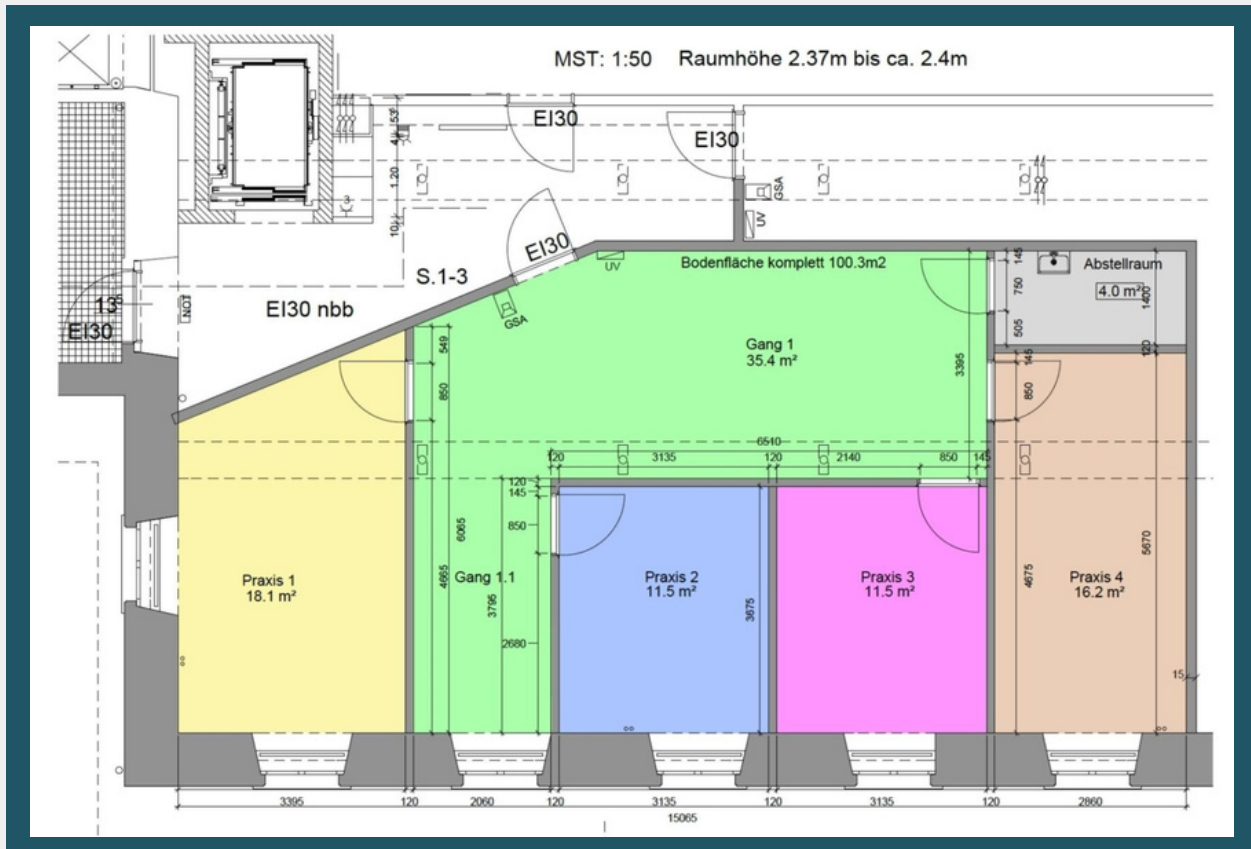 MST: 1:50 Raumhöhe 2.37m bis ca. 2.4m
EI30
EI30
53
4
1.20
10
3
GSA
UV
EI30
UV
S.1-3
Bodenfläche komplett 100.3m2
145
750
505
Abstellraum
4.0 m²
1400
120
13⁵
EI30
NOT
EI30 nbb
GSA
549
850
Gang 1
35.4 m²
3395
145
850
6510
120
3135
120
2140
850
145
120
145
850
6065
4665
Gang 1.1
3795
2680
Praxis 1
18.1 m²
Praxis 2
11.5 m²
3675
Praxis 3
11.5 m²
4675
Praxis 4
16.2 m²
5670
15
3395
120
2060
120
3135
120
3135
120
2860
15065